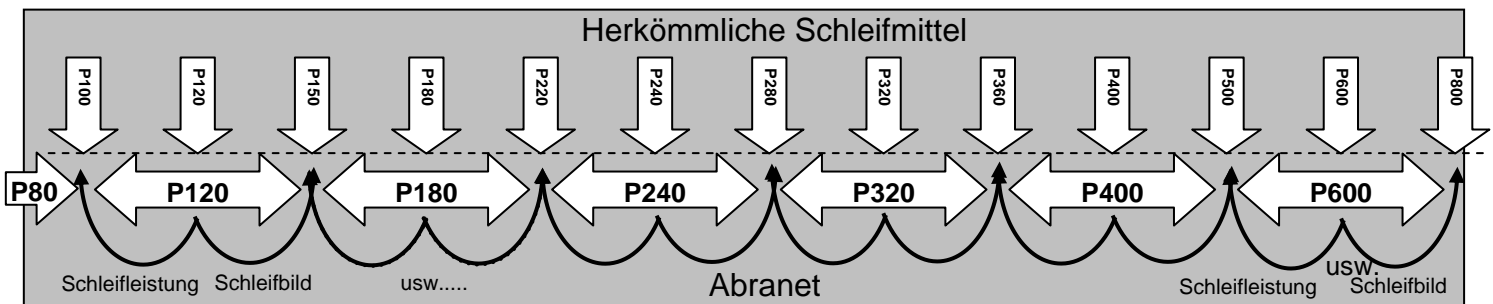 Herkömmliche Schleifmittel
P100 P120 P150 P180 P220 P240 P280 P320 P360 P400 P500 P600 P800
P80 P120 P180 P240 P320 P400 P600
Schleifleistung Schleifbild usw..... Abranet Schleifleistung usw. Schleifbild